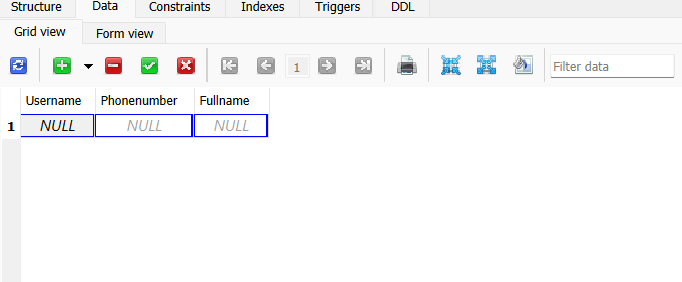 Structure Data Constraints Indexes Triggers DDL
Grid view Form view
1 Filter data
Username Phonenumber Fullname
1 NULL NULL NULL